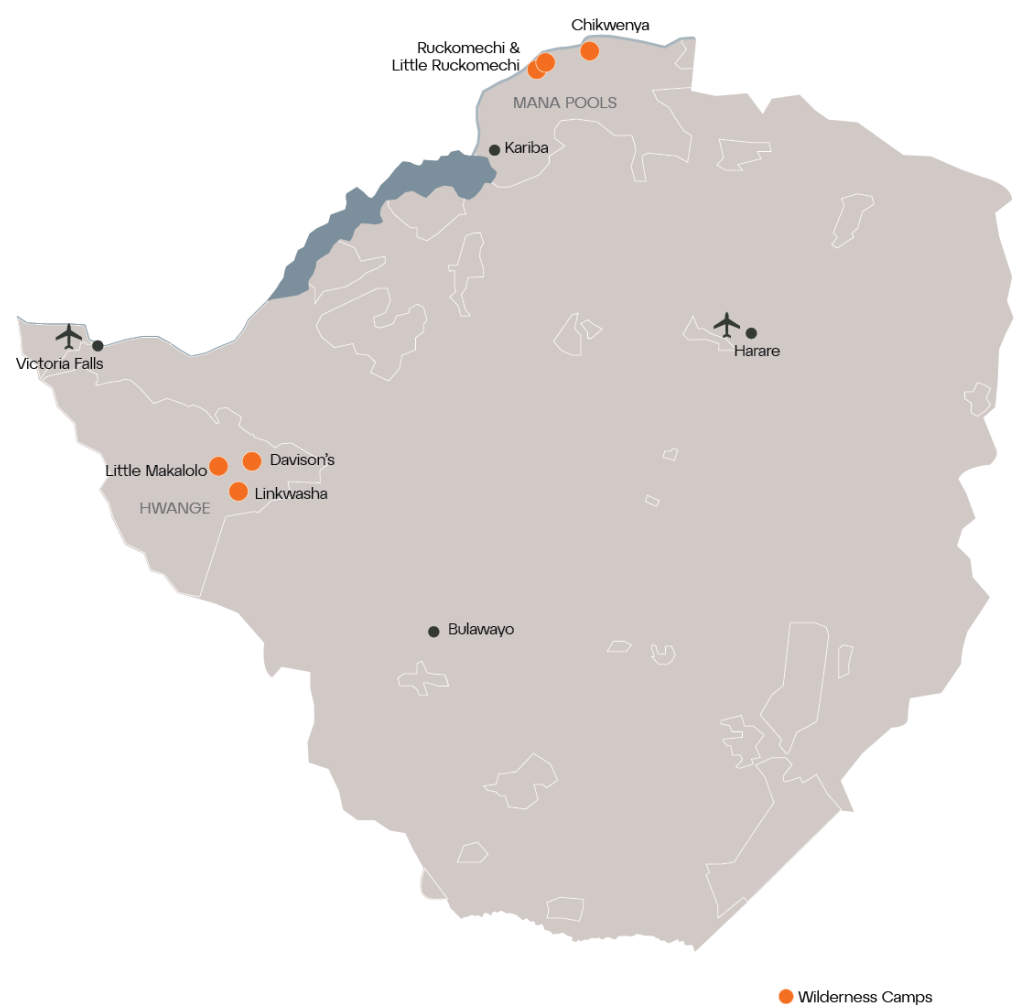 Chikwenya
Ruckomechi &
Little Ruckomechi
MANA POOLS
Kariba
Victoria Falls
Harare
Davison's
Little Makalolo
Linkwasha
HWANGE
Bulawayo
Wilderness Camps